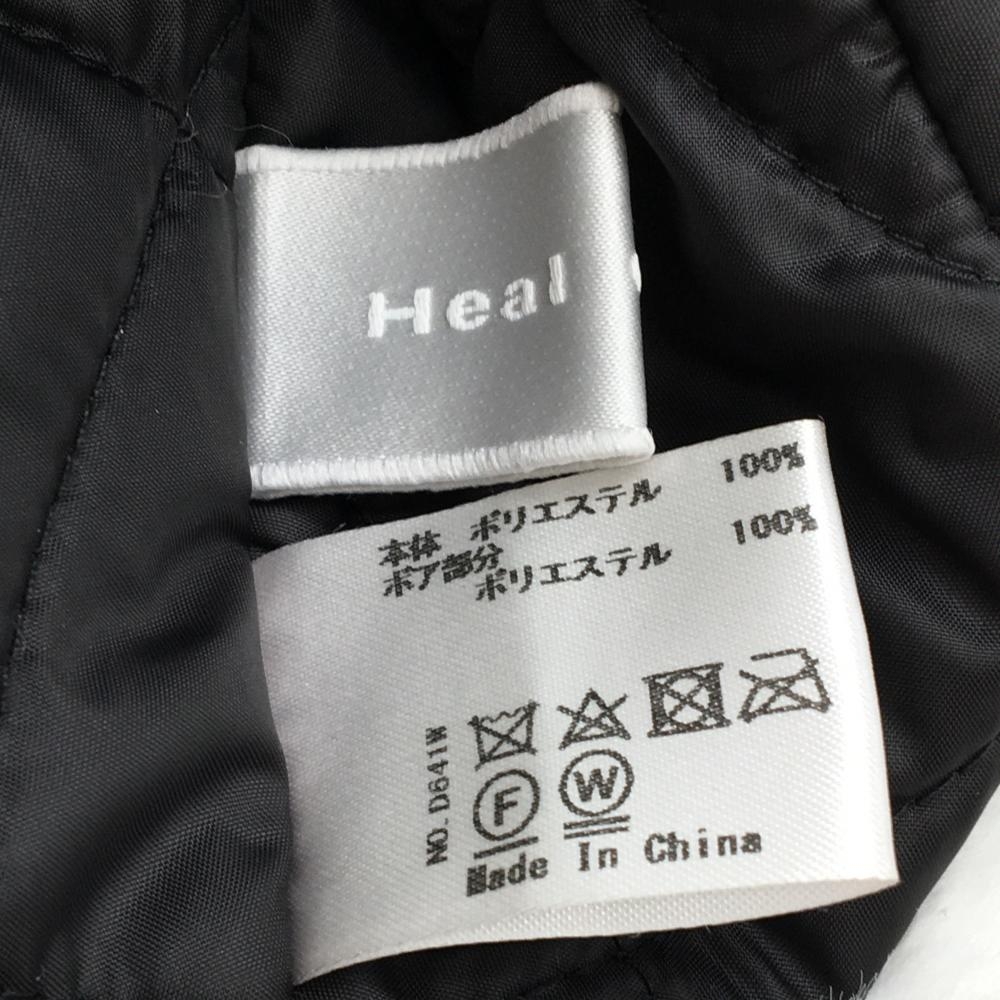 Heal
本体 ポリエステル 100%
ボア部分
ポリエステル 100%
NO.D641W
F W
Made In China